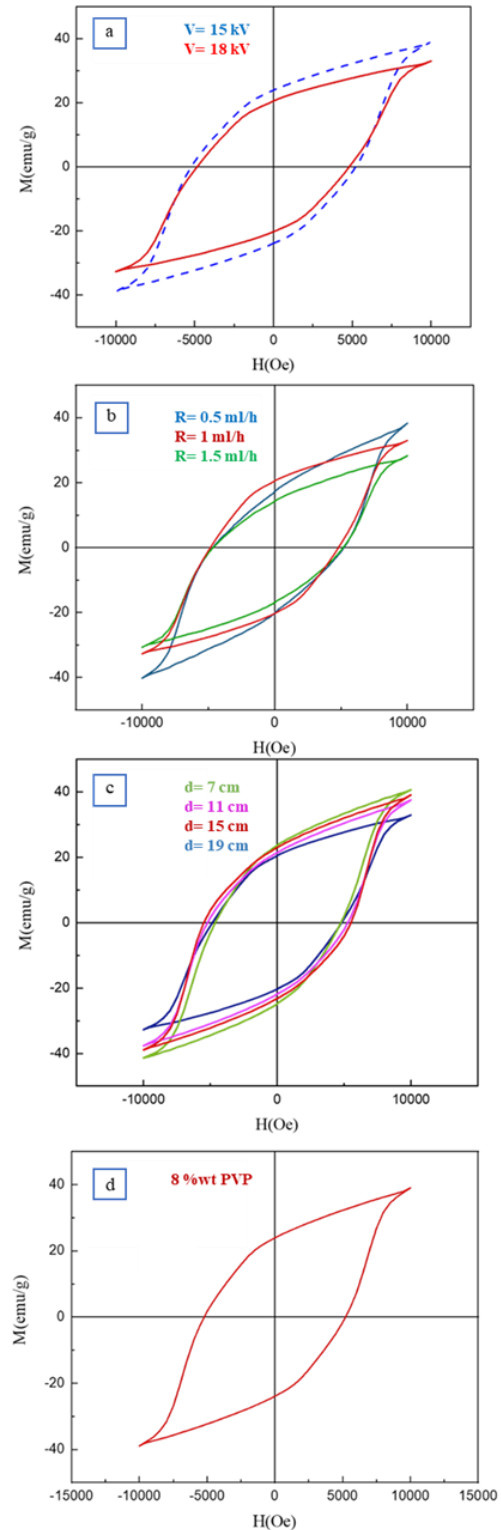 a
V= 15 kV
V= 18 kV
40
20
0
-20
-40
M(emu/g)
-10000 -5000 0 5000 10000
H(Oe)
b
R= 0.5 ml/h
R= 1 ml/h
R= 1.5 ml/h
40
20
0
-20
-40
M(emu/g)
-10000 0 10000
H(Oe)
c
d= 7 cm
d= 11 cm
d= 15 cm
d= 19 cm
40
20
0
-20
-40
M(emu/g)
-10000 0 10000
H(Oe)
d
8 %wt PVP
40
20
0
-20
-40
M(emu/g)
-15000 -10000 -5000 0 5000 10000 15000
H(Oe)